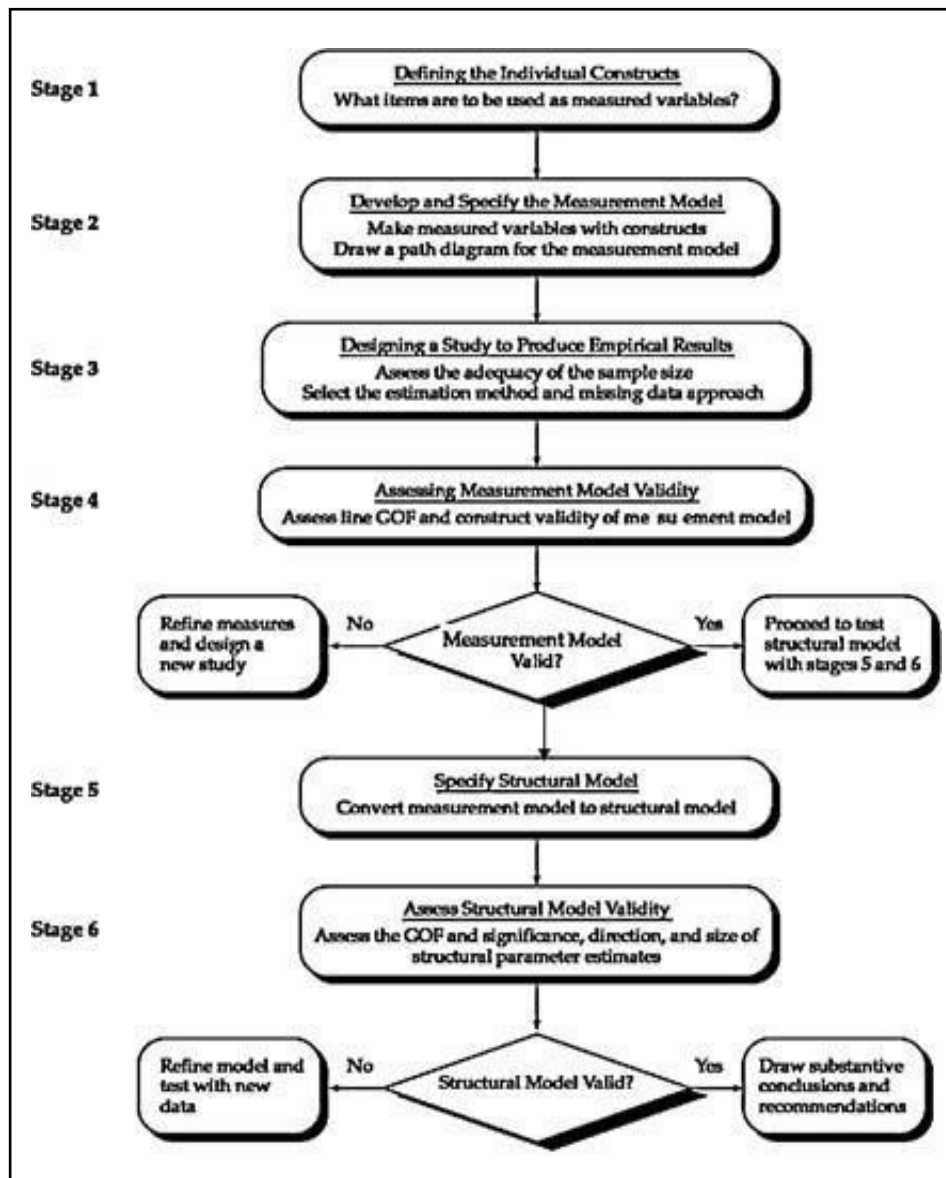 Stage 1
Defining the Individual Constructs
What items are to be used as measured variables?
Stage 2
Develop and Specify the Measurement Model
Make measured variables with constructs
Draw a path diagram for the measurement model
Stage 3
Designing a Study to Produce Empirical Results
Assess the adequacy of the sample size
Select the estimation method and missing data approach
Stage 4
Assessing Measurement Model Validity
Assess line GOF and construct validity of me su ement model
Refine measures
and design a
new study
No
Measurement Model
Valid?
Yes
Proceed to test
structural model
with stages 5 and 6
Stage 5
Specify Structural Model
Convert measurement model to structural model
Stage 6
Assess Structural Model Validity
Assess the GOF and significance, direction, and size of
structural parameter estimates
Refine model and
test with new
data
No
Structural Model Valid?
Yes
Draw substantive
conclusions and
recommendations